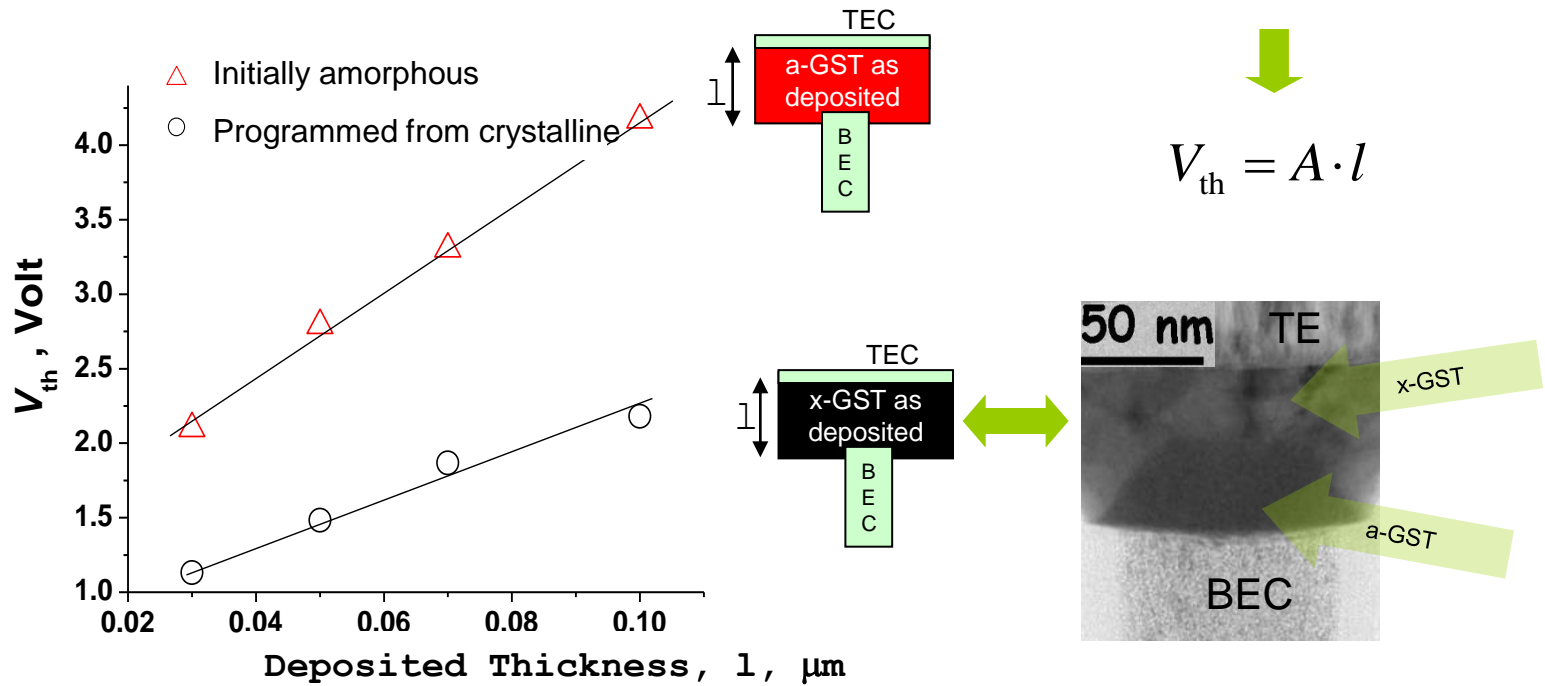 Initially amorphous
Programmed from crystalline
4.0
3.5
3.0
2.5
2.0
1.5
1.0
0.02
0.04
0.06
0.08
0.10
V_th, Volt
Deposited Thickness, l, μm
TEC
l
a-GST as
deposited
B
E
C
V_th = A · l
TEC
l
x-GST as
deposited
B
E
C
50 nm
TE
x-GST
a-GST
BEC